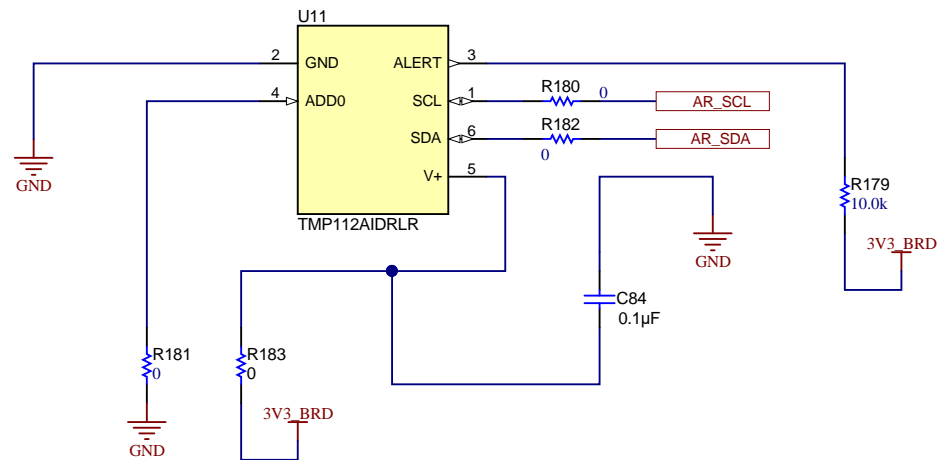 U11
2
GND
ALERT
3
4
ADD0
SCL
1
R180
0
AR_SCL
SDA
6
R182
0
AR_SDA
V+
5
TMP112AIDRLR
GND
R179
10.0k
3V3_BRD
GND
C84
0.1µF
R181
0
R183
0
3V3_BRD
GND